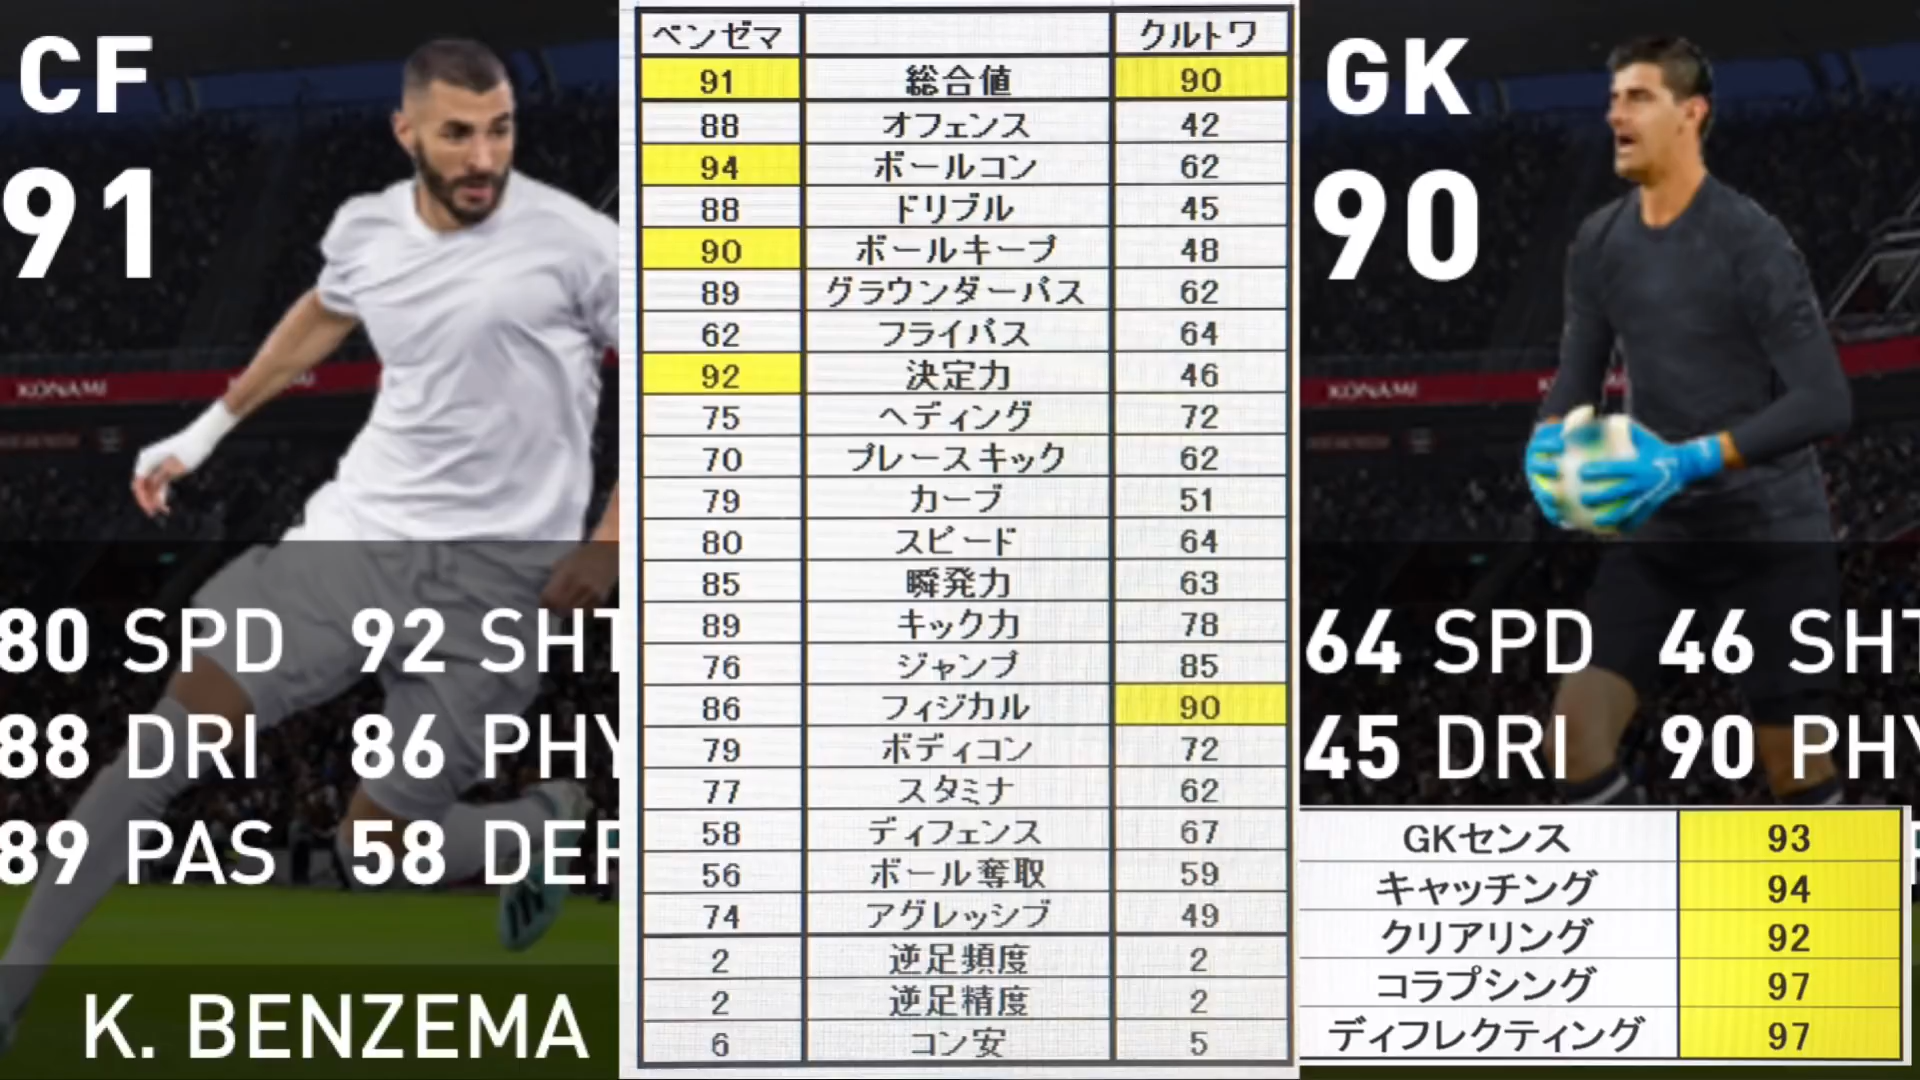 CF
91
KONAMI
80 SPD 92 SHT
88 DRI 86 PHY
89 PAS 58 DEF
K. BENZEMA
ベンゼマ クルトワ
91 総合値 90
88 オフェンス 42
94 ボールコン 62
88 ドリブル 45
90 ボールキープ 48
89 グラウンダーパス 62
62 フライパス 64
92 決定力 46
75 ヘディング 72
70 プレースキック 62
79 カーブ 51
80 スピード 64
85 瞬発力 63
89 キック力 78
76 ジャンプ 85
86 フィジカル 90
79 ボディコン 72
77 スタミナ 62
58 ディフェンス 67
56 ボール奪取 59
74 アグレッシブ 49
2 逆足頻度 2
2 逆足精度 2
6 コン安 5
GK
90
KONAMI
64 SPD 46 SHT
45 DRI 90 PHY
GKセンス 93
キャッチング 94
クリアリング 92
コラプシング 97
ディフレクティング 97